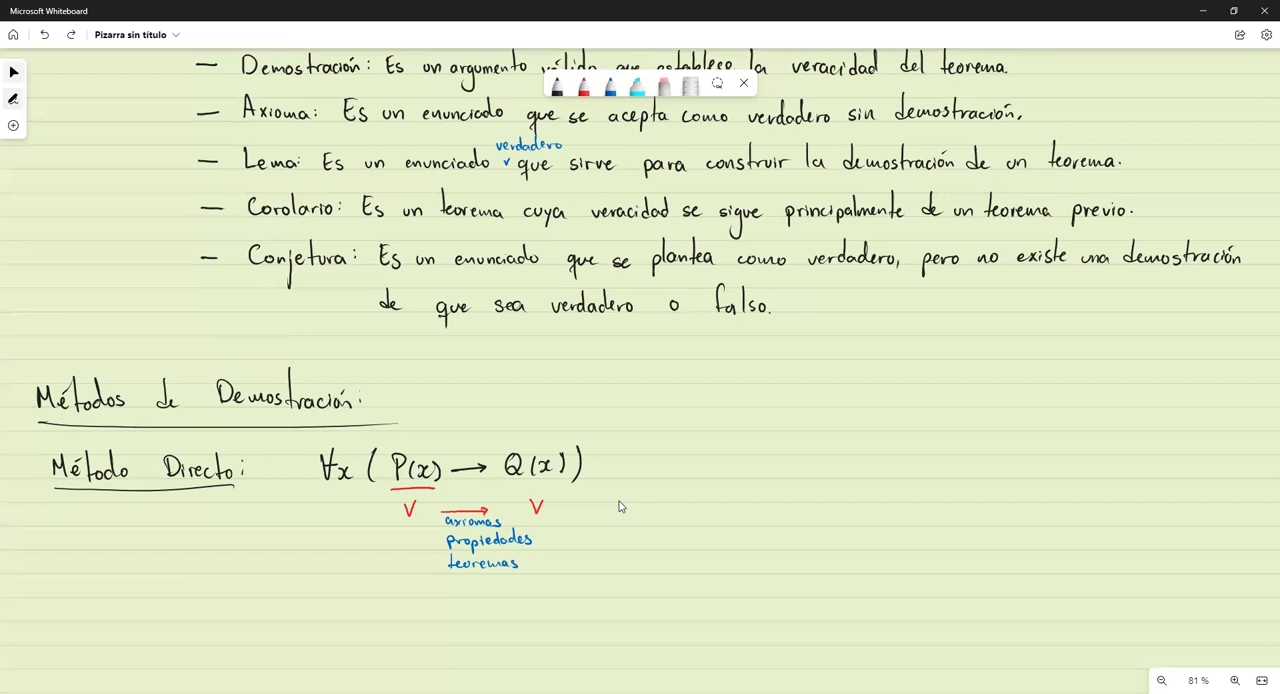 Microsoft Whiteboard
Pizarra sin título
— Demostración: Es un argumento válido que establece la veracidad del teorema.
— Axioma: Es un enunciado que se acepta como verdadero sin demostración.
verdadero
— Lema: Es un enunciado ˅ que sirve para construir la demostración de un teorema.
— Corolario: Es un teorema cuya veracidad se sigue principalmente de un teorema previo.
— Conjetura: Es un enunciado que se plantea como verdadero, pero no existe una demostración
de que sea verdadero o falso.
Métodos de Demostración:
Método Directo: ∀x ( P(x) → Q(x) )
V → V
axiomas
propiedades
teoremas
81 %